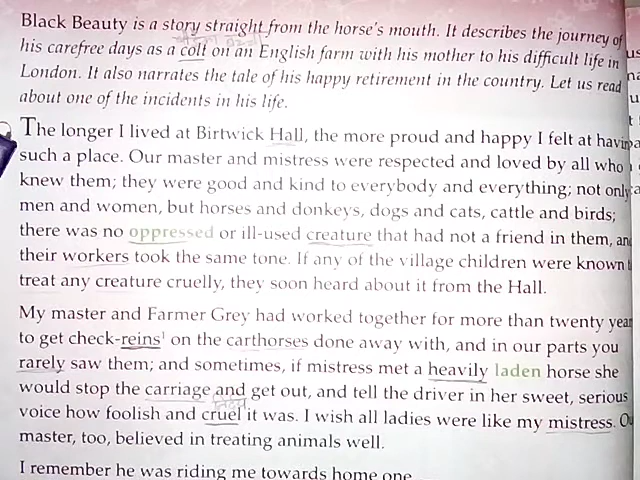 Black Beauty is a story straight from the horse's mouth. It describes the journey of
his carefree days as a colt on an English farm with his mother to his difficult life in
London. It also narrates the tale of his happy retirement in the country. Let us read
about one of the incidents in his life.
The longer I lived at Birtwick Hall, the more proud and happy I felt at having
such a place. Our master and mistress were respected and loved by all who
knew them; they were good and kind to everybody and everything; not only
men and women, but horses and donkeys, dogs and cats, cattle and birds;
there was no oppressed or ill-used creature that had not a friend in them, and
their workers took the same tone. If any of the village children were known
treat any creature cruelly, they soon heard about it from the Hall.
My master and Farmer Grey had worked together for more than twenty year
to get check-reins¹ on the carthorses done away with, and in our parts you
rarely saw them; and sometimes, if mistress met a heavily laden horse she
would stop the carriage and get out, and tell the driver in her sweet, serious
voice how foolish and cruel it was. I wish all ladies were like my mistress. Ou
master, too, believed in treating animals well.
I remember he was riding me towards home one